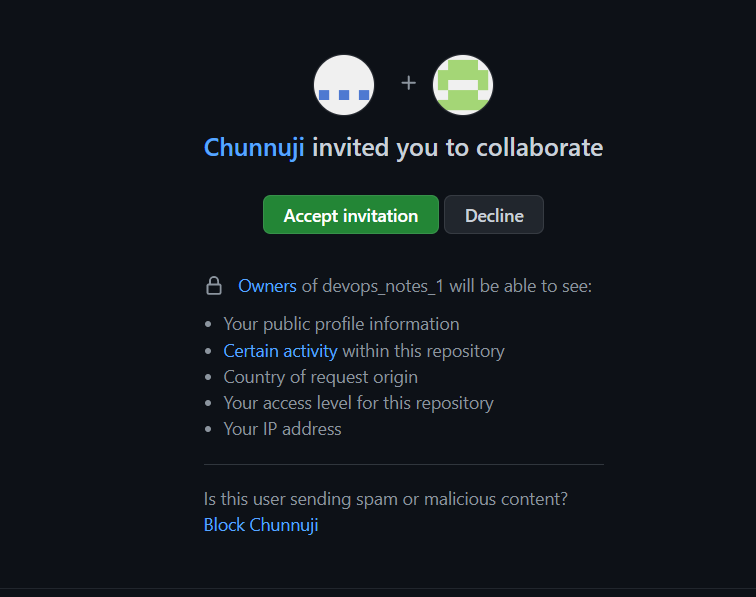 Chunnuji invited you to collaborate
Accept invitation Decline
Owners of devops_notes_1 will be able to see:
Your public profile information
Certain activity within this repository
Country of request origin
Your access level for this repository
Your IP address
Is this user sending spam or malicious content?
Block Chunnuji